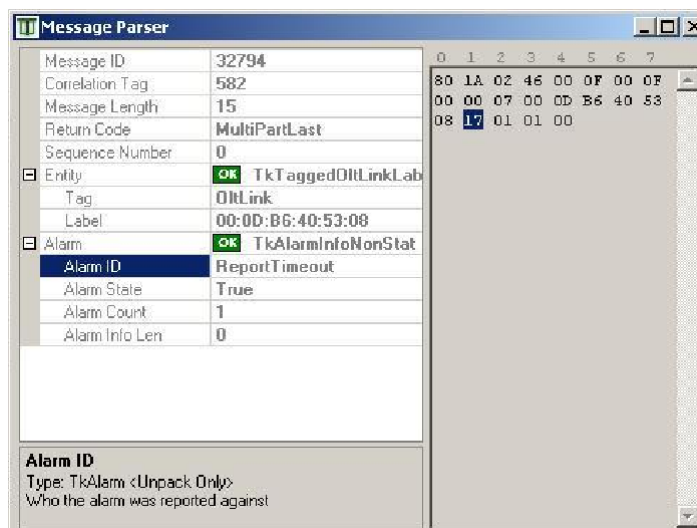 Message Parser
Message ID 32794
Correlation Tag 582
Message Length 15
Return Code MultiPartLast
Sequence Number 0
Entity OK TkTaggedOltLinkLab
Tag OltLink
Label 00:0D:B6:40:53:08
Alarm OK TkAlarmInfoNonStat
Alarm ID ReportTimeout
Alarm State True
Alarm Count 1
Alarm Info Len 0
0 1 2 3 4 5 6 7
80 1A 02 46 00 0F 00 0F
00 00 07 00 0D B6 40 53
08 17 01 01 00
Alarm ID
Type: TkAlarm <Unpack Only>
Who the alarm was reported against